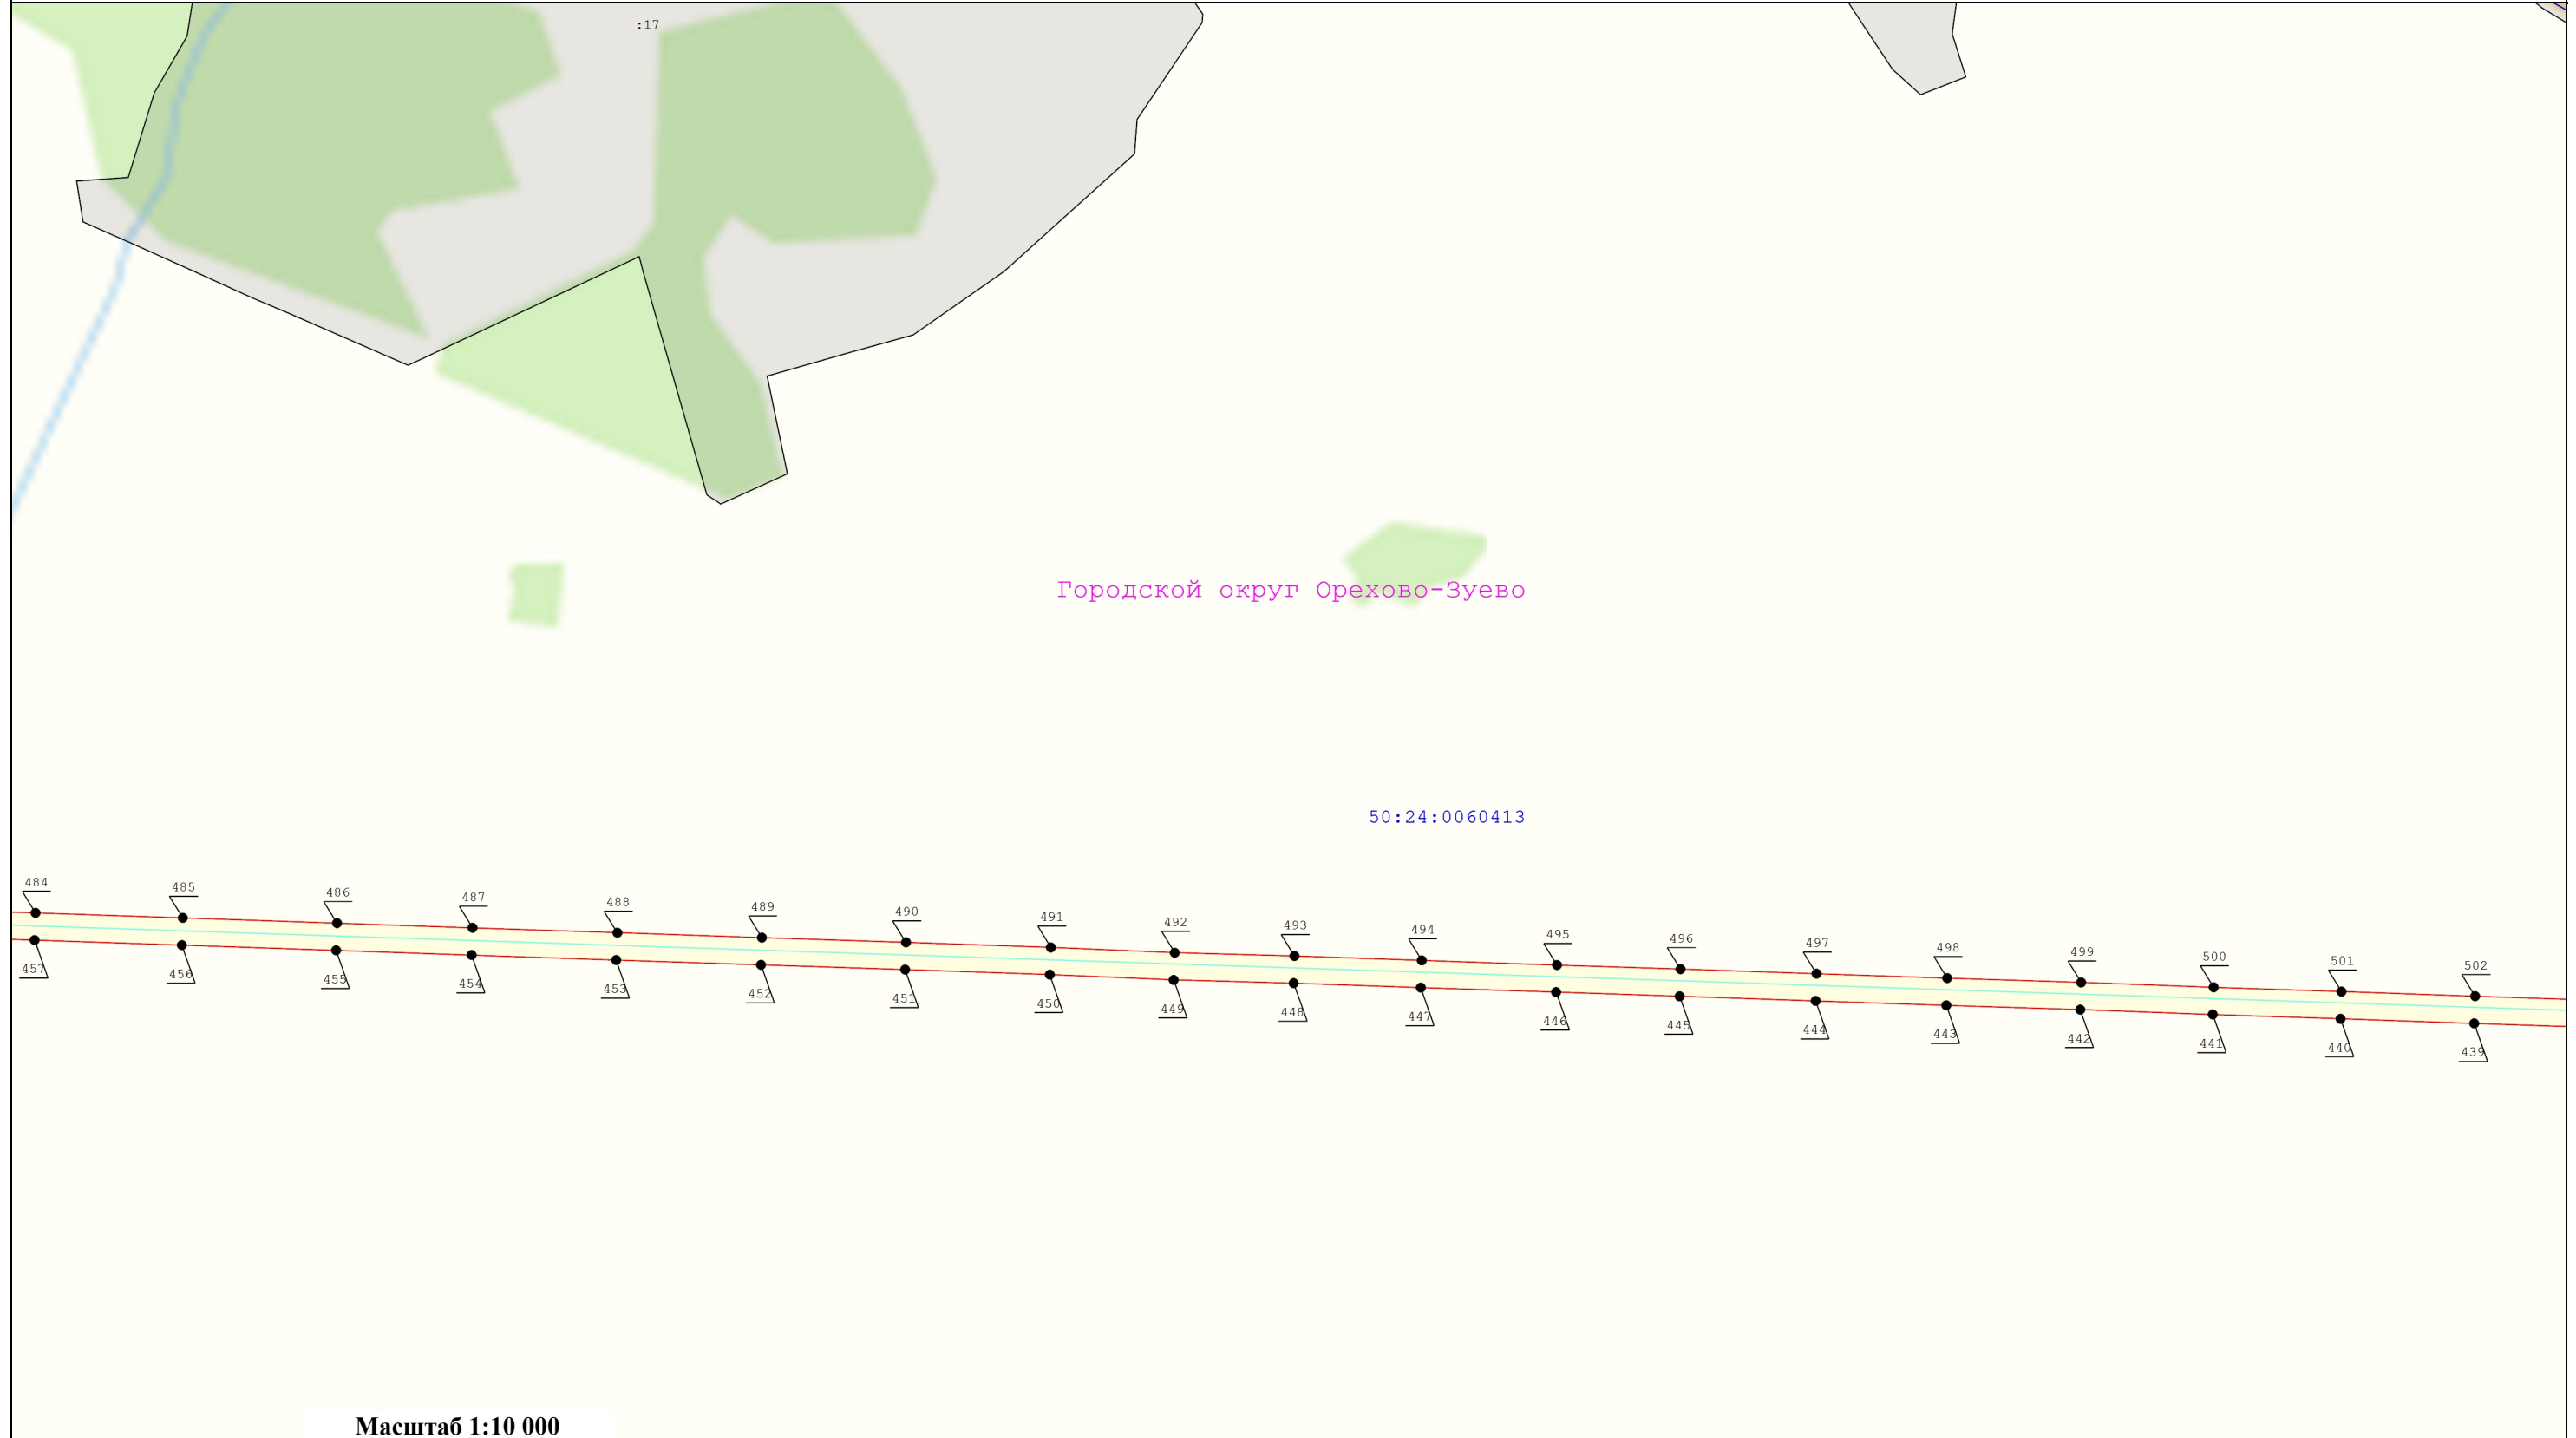 :17
Городской округ Орехово-Зуево
50:24:0060413
484 485 486 487 488 489 490 491 492 493 494 495 496 497 498 499 500 501 502
457 456 455 454 453 452 451 450 449 448 447 446 445 444 443 442 441 440 439
Масштаб 1:10 000